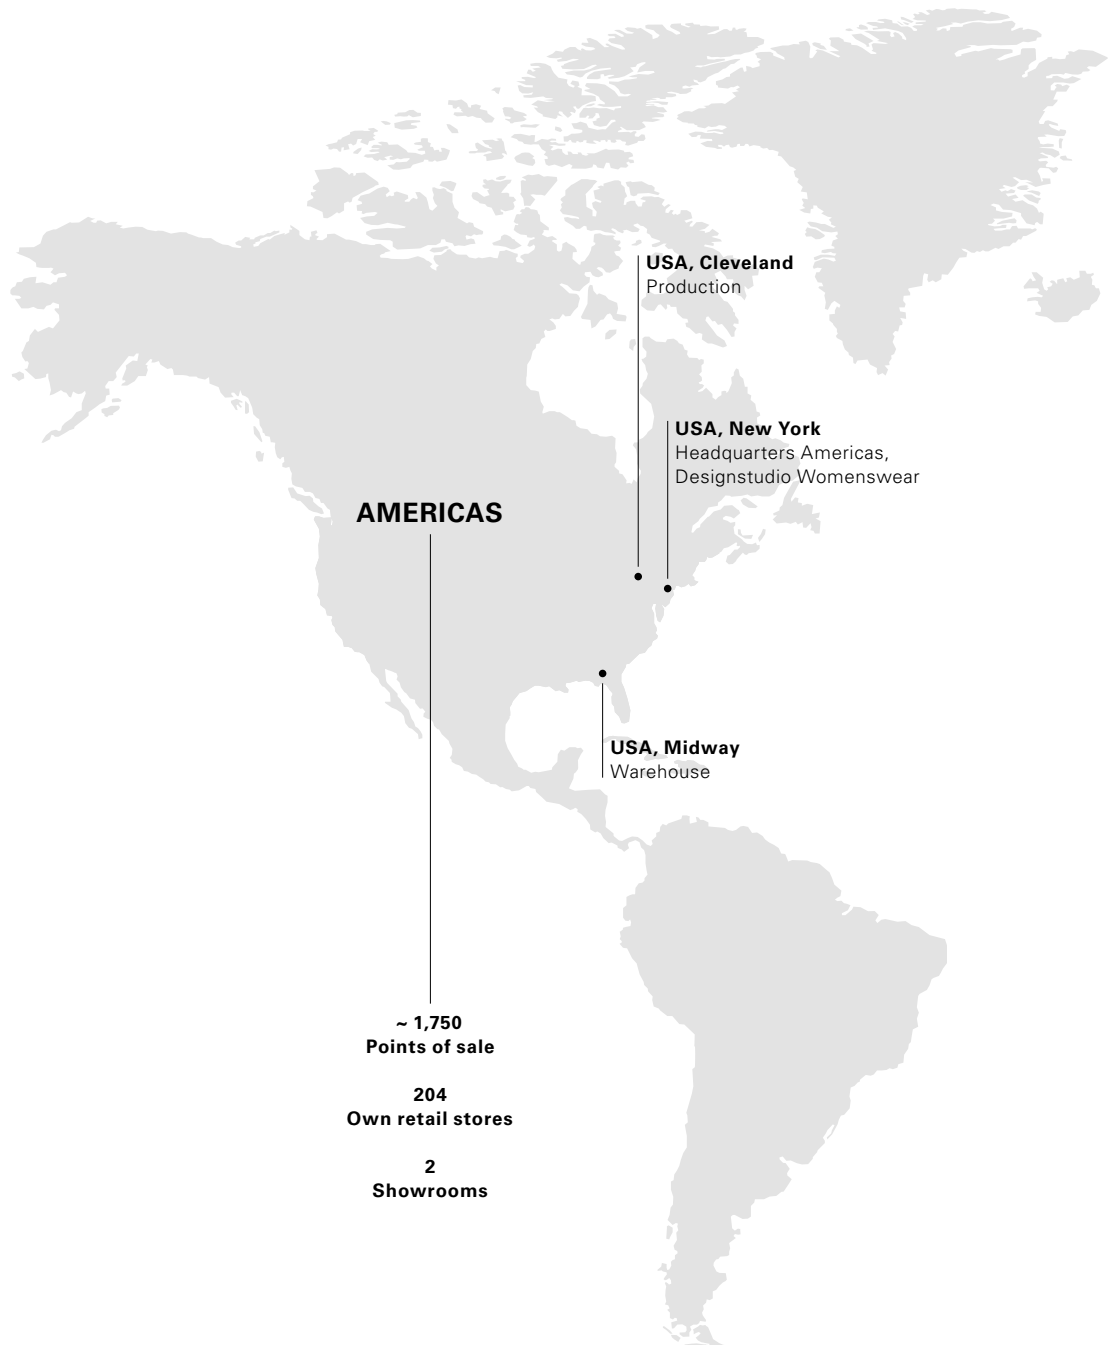 USA, Cleveland
Production
USA, New York
Headquarters Americas,
Designstudio Womenswear
AMERICAS
USA, Midway
Warehouse
~ 1,750
Points of sale
204
Own retail stores
2
Showrooms